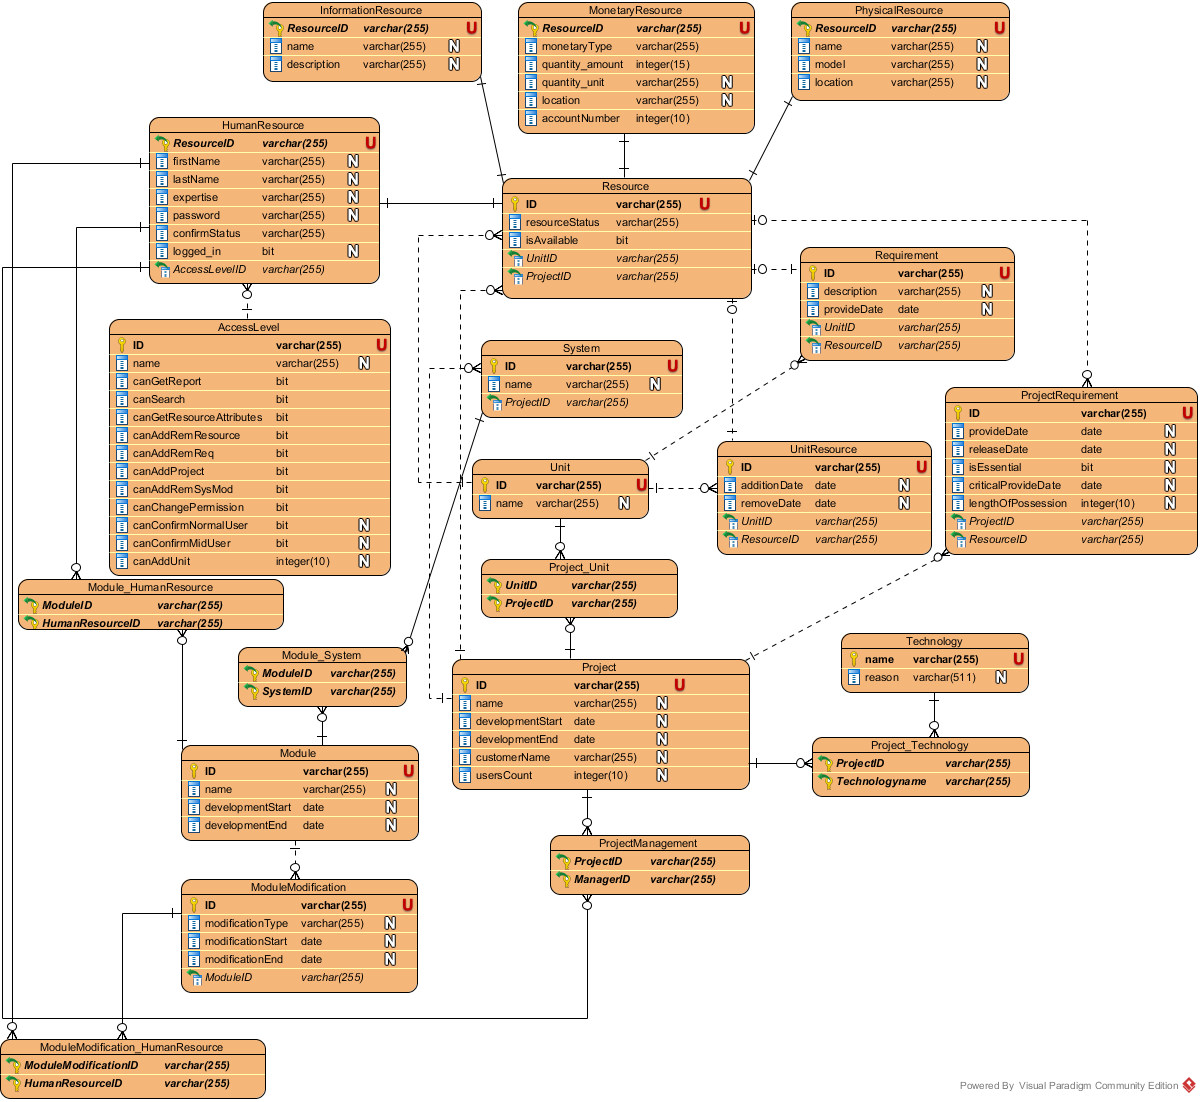 InformationResource
ResourceID varchar(255) U
name varchar(255) N
description varchar(255) N
MonetaryResource
ResourceID varchar(255) U
monetaryType varchar(255)
quantity_amount integer(15)
quantity_unit varchar(255) N
location varchar(255) N
accountNumber integer(10)
PhysicalResource
ResourceID varchar(255) U
name varchar(255) N
model varchar(255) N
location varchar(255) N
HumanResource
ResourceID varchar(255) U
firstName varchar(255) N
lastName varchar(255) N
expertise varchar(255) N
password varchar(255) N
confirmStatus varchar(255)
logged_in bit N
AccessLevelID varchar(255)
Resource
ID varchar(255) U
resourceStatus varchar(255)
isAvailable bit
UnitID varchar(255)
ProjectID varchar(255)
Requirement
ID varchar(255) U
description varchar(255) N
provideDate date N
UnitID varchar(255)
ResourceID varchar(255)
AccessLevel
ID varchar(255) U
name varchar(255) N
canGetReport bit
canSearch bit
canGetResourceAttributes bit
canAddRemResource bit
canAddRemReq bit
canAddProject bit
canAddRemSysMod bit
canChangePermission bit
canConfirmNormalUser bit N
canConfirmMidUser bit N
canAddUnit integer(10) N
System
ID varchar(255) U
name varchar(255) N
ProjectID varchar(255)
ProjectRequirement
ID varchar(255) U
provideDate date N
releaseDate date N
isEssential bit N
criticalProvideDate date N
lengthOfPossession integer(10) N
ProjectID varchar(255)
ResourceID varchar(255)
UnitResource
ID varchar(255) U
additionDate date N
removeDate date N
UnitID varchar(255)
ResourceID varchar(255)
Unit
ID varchar(255) U
name varchar(255) N
Project_Unit
UnitID varchar(255)
ProjectID varchar(255)
Module_HumanResource
ModuleID varchar(255)
HumanResourceID varchar(255)
Module_System
ModuleID varchar(255)
SystemID varchar(255)
Project
ID varchar(255) U
name varchar(255) N
developmentStart date N
developmentEnd date N
customerName varchar(255) N
usersCount integer(10) N
Technology
name varchar(255) U
reason varchar(511) N
Project_Technology
ProjectID varchar(255)
Technologyname varchar(255)
Module
ID varchar(255) U
name varchar(255) N
developmentStart date N
developmentEnd date N
ProjectManagement
ProjectID varchar(255)
ManagerID varchar(255)
ModuleModification
ID varchar(255) U
modificationType varchar(255) N
modificationStart date N
modificationEnd date N
ModuleID varchar(255)
ModuleModification_HumanResource
ModuleModificationID varchar(255)
HumanResourceID varchar(255)
Powered By Visual Paradigm Community Edition